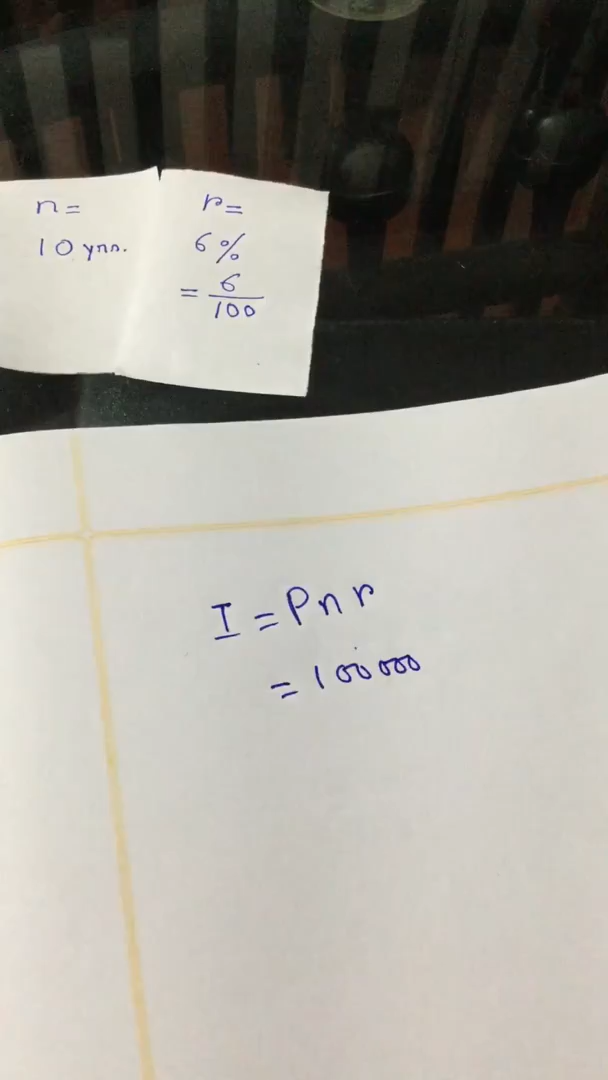 n=
10 yrs.
r=
6%
= 6/100
I = Pnr
= 100000